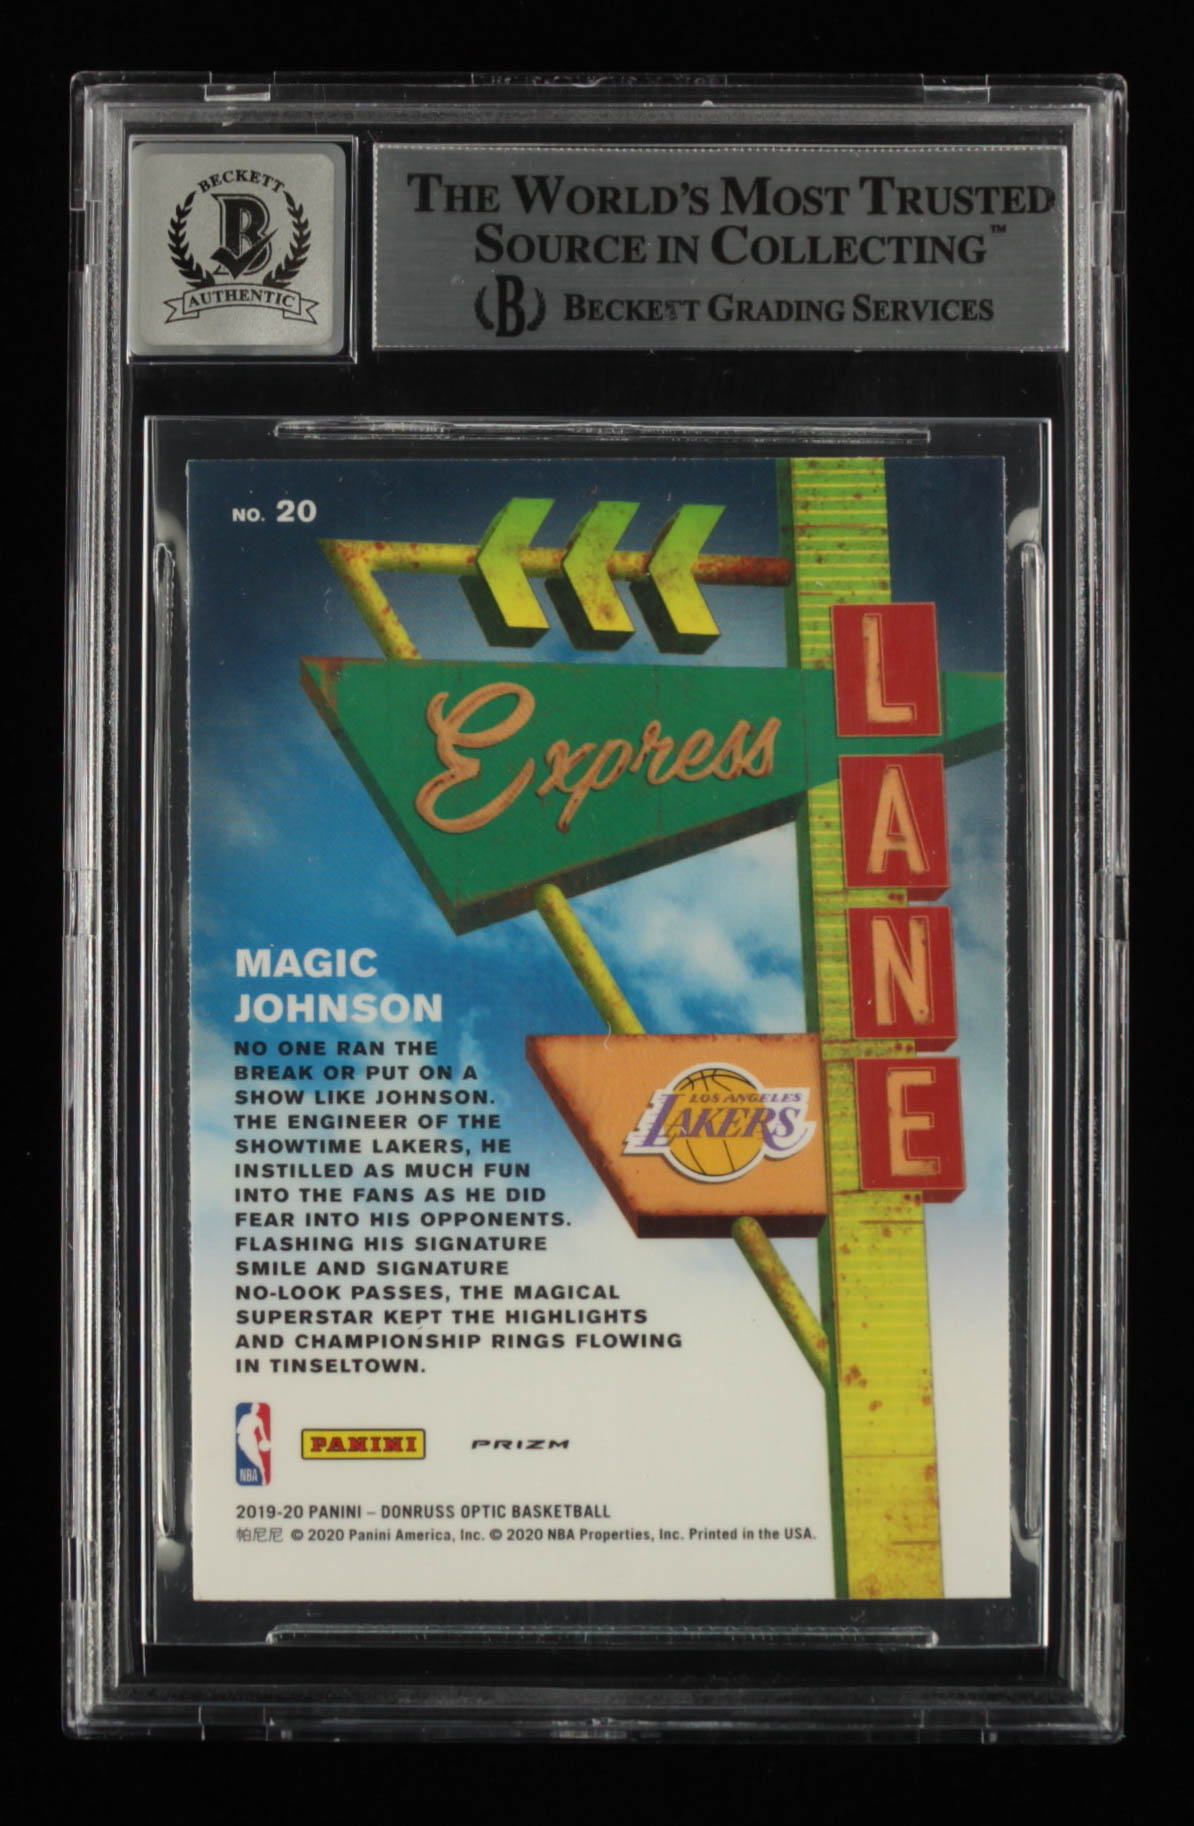 BECKETT
B
AUTHENTIC
THE WORLD'S MOST TRUSTED
SOURCE IN COLLECTING™
B BECKETT GRADING SERVICES
NO. 20
Express
LANE
LOS ANGELES
LAKERS
MAGIC
JOHNSON
NO ONE RAN THE
BREAK OR PUT ON A
SHOW LIKE JOHNSON.
THE ENGINEER OF THE
SHOWTIME LAKERS, HE
INSTILLED AS MUCH FUN
INTO THE FANS AS HE DID
FEAR INTO HIS OPPONENTS.
FLASHING HIS SIGNATURE
SMILE AND SIGNATURE
NO-LOOK PASSES, THE MAGICAL
SUPERSTAR KEPT THE HIGHLIGHTS
AND CHAMPIONSHIP RINGS FLOWING
IN TINSELTOWN.
NBA PANINI PRIZM
2019-20 PANINI – DONRUSS OPTIC BASKETBALL
帕尼尼 © 2020 Panini America, Inc. © 2020 NBA Properties, Inc. Printed in the USA.